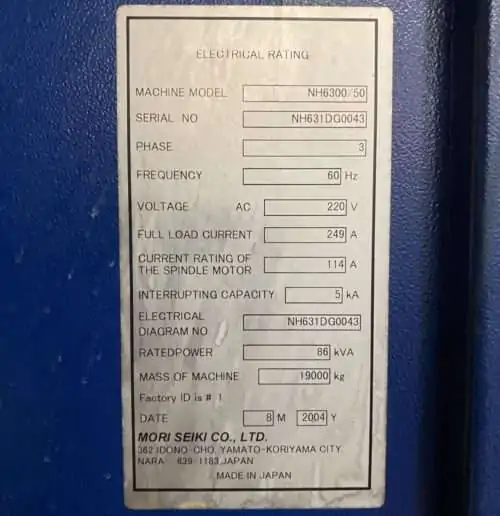 ELECTRICAL RATING
MACHINE MODEL NH6300/50
SERIAL NO NH631DG0043
PHASE 3
FREQUENCY 60 Hz
VOLTAGE AC 220 V
FULL LOAD CURRENT 249 A
CURRENT RATING OF
THE SPINDLE MOTOR 114 A
INTERRUPTING CAPACITY 5 kA
ELECTRICAL
DIAGRAM NO NH631DG0043
RATEDPOWER 86 kVA
MASS OF MACHINE 19000 kg
Factory ID is # 1
DATE 8 M 2004 Y
MORI SEIKI CO., LTD.
362 IDONO-CHO, YAMATO-KORIYAMA CITY,
NARA 639-1183,JAPAN
MADE IN JAPAN